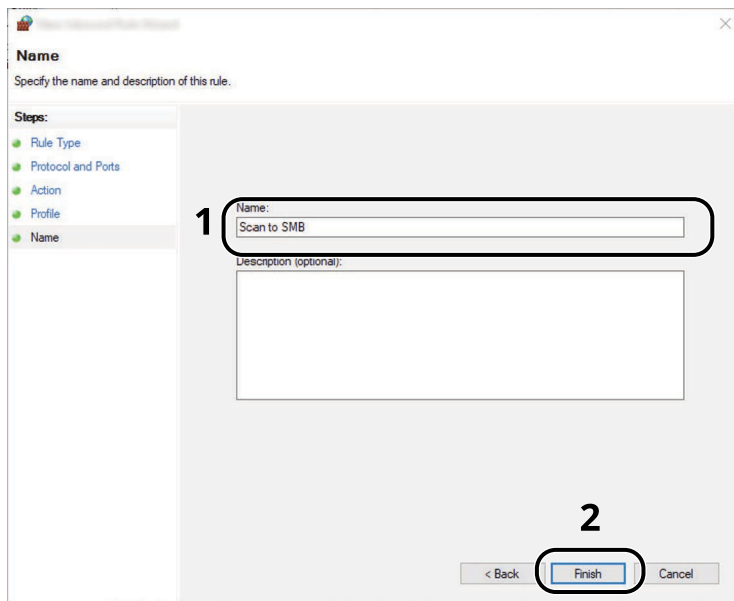 Name
Specify the name and description of this rule.
Steps:
Rule Type
Protocol and Ports
Action
Profile
Name
1
Name:
Scan to SMB
Description (optional):
2
< Back
Finish
Cancel